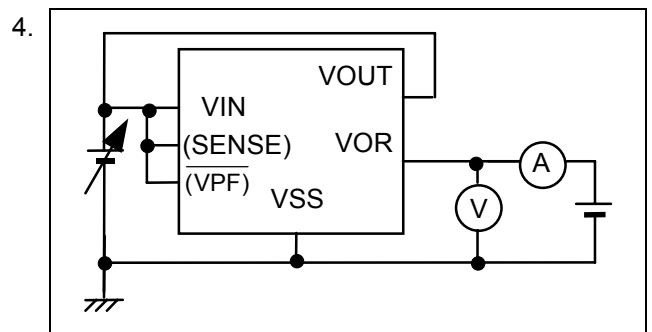 4.
VOUT
VIN
(SENSE)
VOR
A
(VPF)
V
VSS